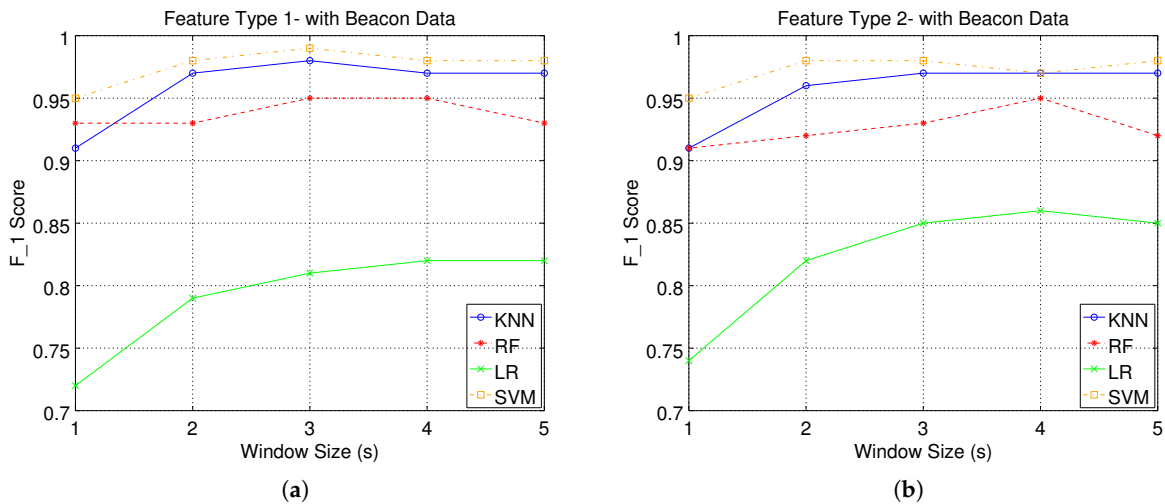 Feature Type 1- with Beacon Data
F_1 Score
1
0.95
0.9
0.85
0.8
0.75
0.7
KNN
RF
LR
SVM
1 2 3 4 5
Window Size (s)
(a)
Feature Type 2- with Beacon Data
F_1 Score
1
0.95
0.9
0.85
0.8
0.75
0.7
KNN
RF
LR
SVM
1 2 3 4 5
Window Size (s)
(b)